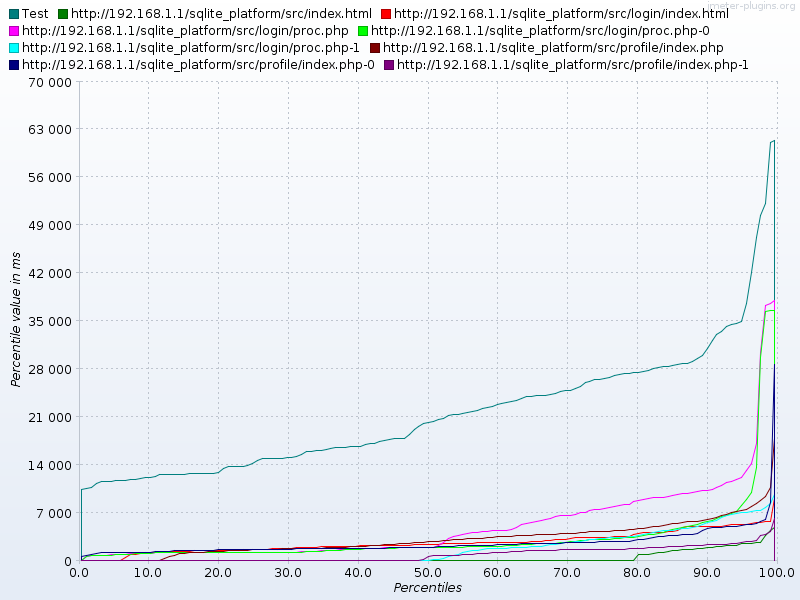 jmeter-plugins.org
Test http://192.168.1.1/sqlite_platform/src/index.html http://192.168.1.1/sqlite_platform/src/login/index.html
http://192.168.1.1/sqlite_platform/src/login/proc.php http://192.168.1.1/sqlite_platform/src/login/proc.php-0
http://192.168.1.1/sqlite_platform/src/login/proc.php-1 http://192.168.1.1/sqlite_platform/src/profile/index.php
http://192.168.1.1/sqlite_platform/src/profile/index.php-0 http://192.168.1.1/sqlite_platform/src/profile/index.php-1
70 000
63 000
56 000
49 000
42 000
35 000
28 000
21 000
14 000
7 000
0
Percentile value in ms
0.0 10.0 20.0 30.0 40.0 50.0 60.0 70.0 80.0 90.0 100.0
Percentiles